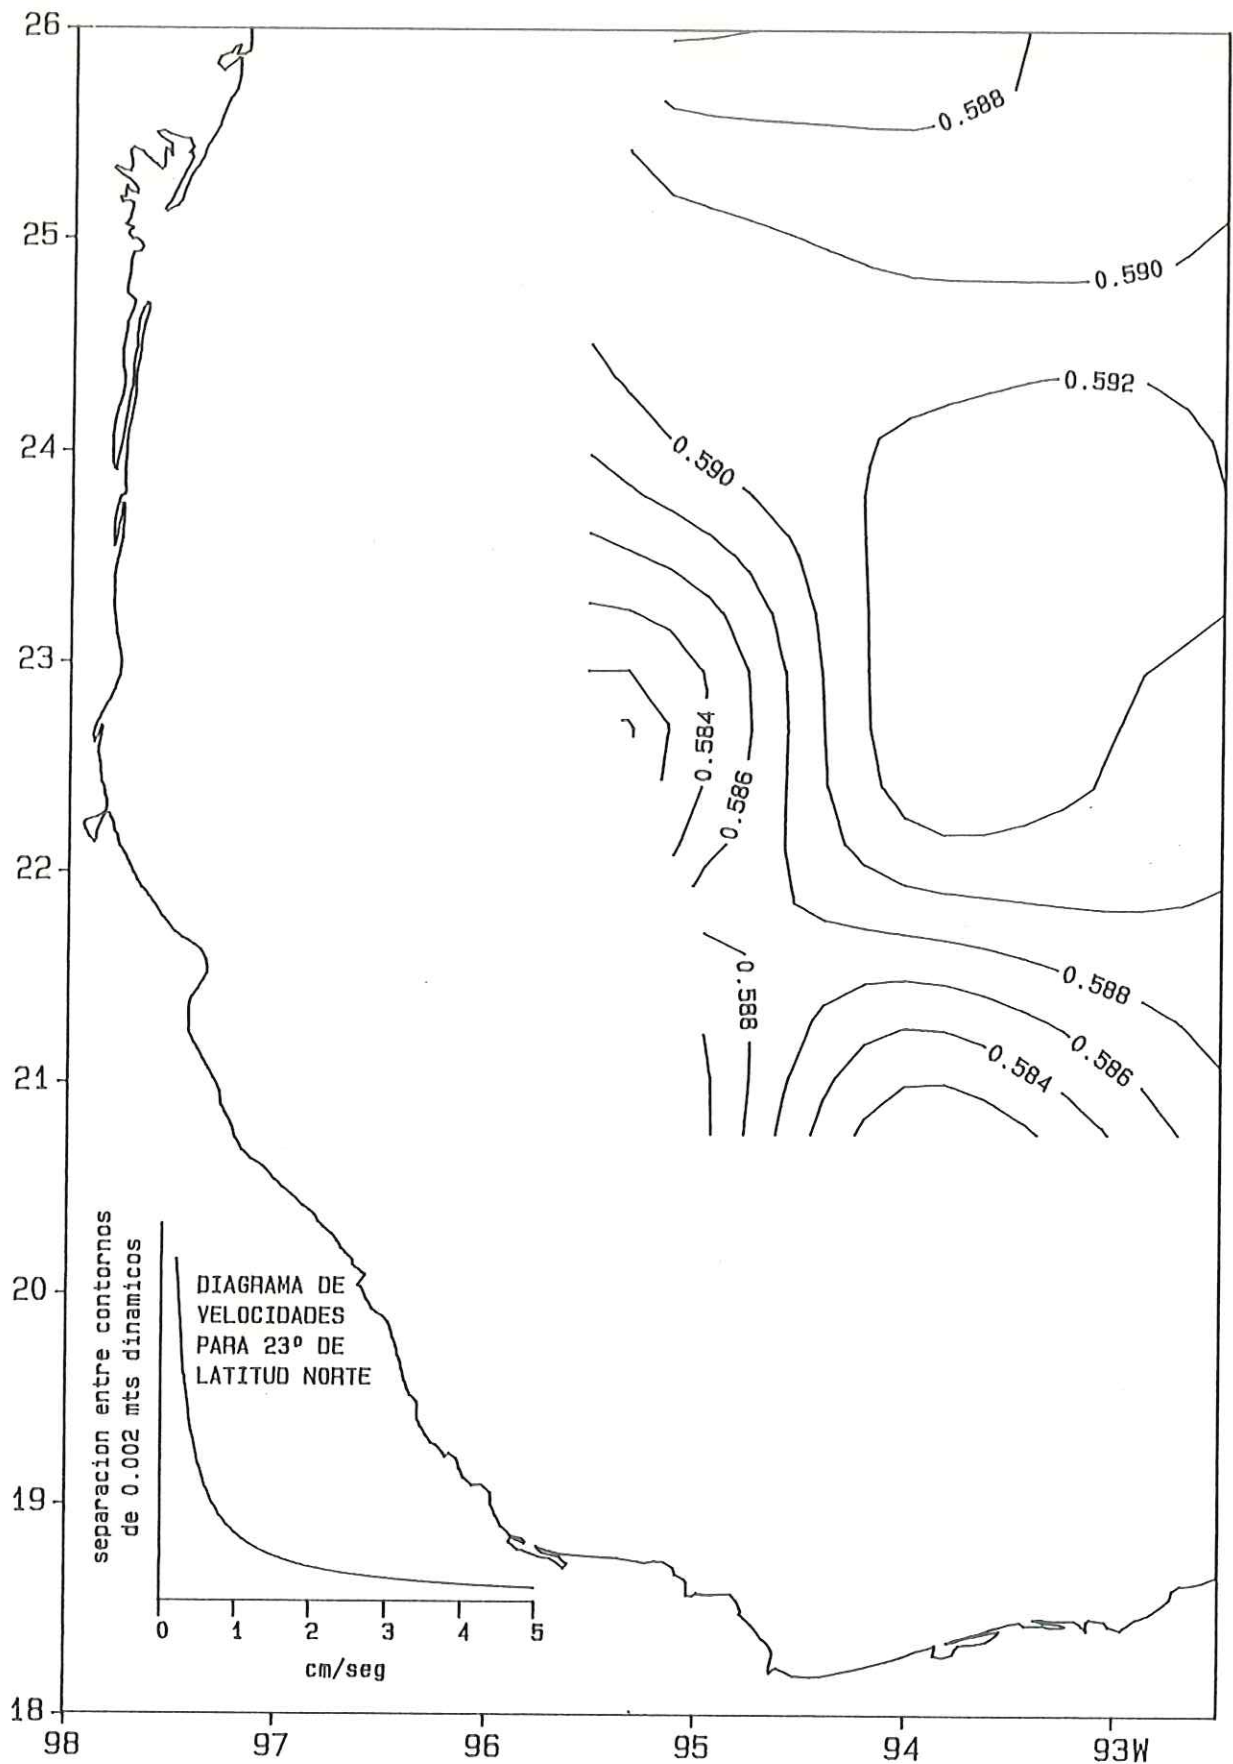 26
25
24
23
22
21
20
19
18
98
97
96
95
94
93W
0.588
0.590
0.592
0.590
0.584
0.586
0.588
0.588
0.586
0.584
separacion entre contornos
de 0.002 mts dinamicos
DIAGRAMA DE
VELOCIDADES
PARA 23º DE
LATITUD NORTE
0 1 2 3 4 5
cm/seg